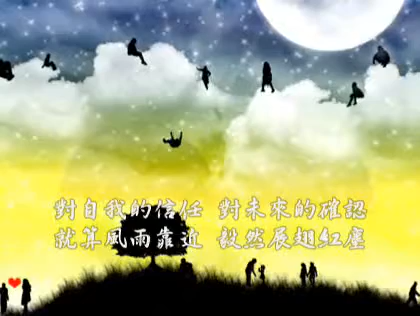 對自我的信任 對未來的確認
就算風雨靠近 毅然展翅紅塵